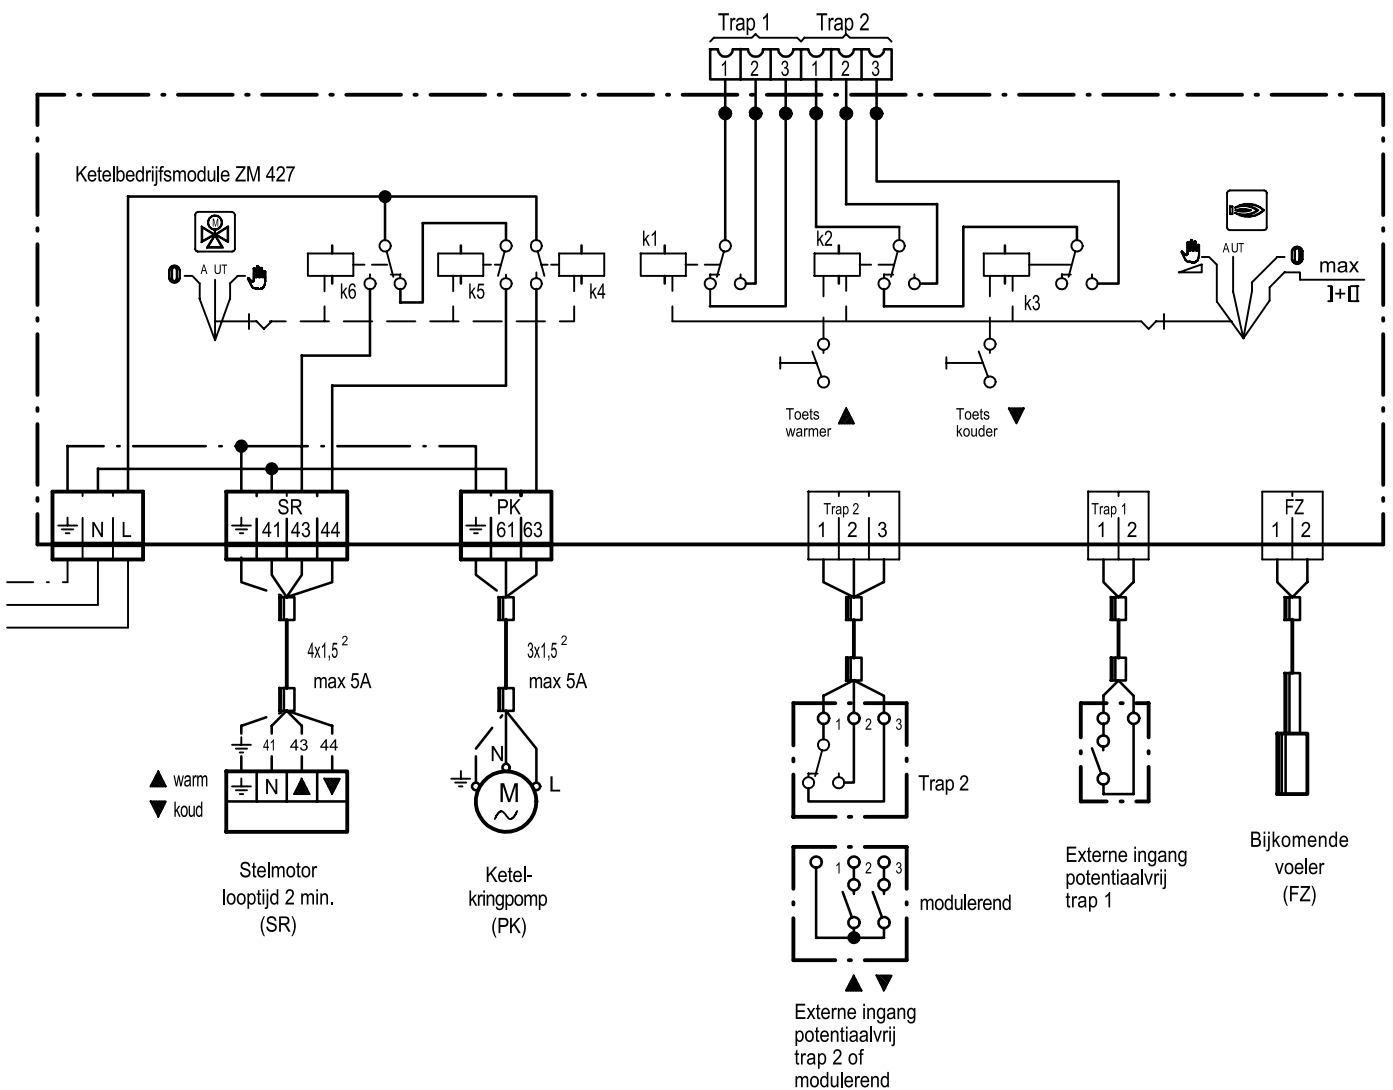 Trap 1 Trap 2
1 2 3 1 2 3
Ketelbedrijfsmodule ZM 427
M
0 A UT
k6 k5 k4
k1 k2 k3
A UT 0
max
Toets
warmer
Toets
kouder
N L
SR
41 43 44
PK
61 63
Trap 2
1 2 3
Trap 1
1 2
FZ
1 2
4x1,5 2
max 5A
3x1,5 2
max 5A
41 43 44
N
warm
koud
N
M
L
1 2 3
Trap 2
1 2 3
modulerend
Stelmotor
looptijd 2 min.
(SR)
Ketel-
kringpomp
(PK)
Externe ingang
potentiaalvrij
trap 2 of
modulerend
Externe ingang
potentiaalvrij
trap 1
Bijkomende
voeler
(FZ)